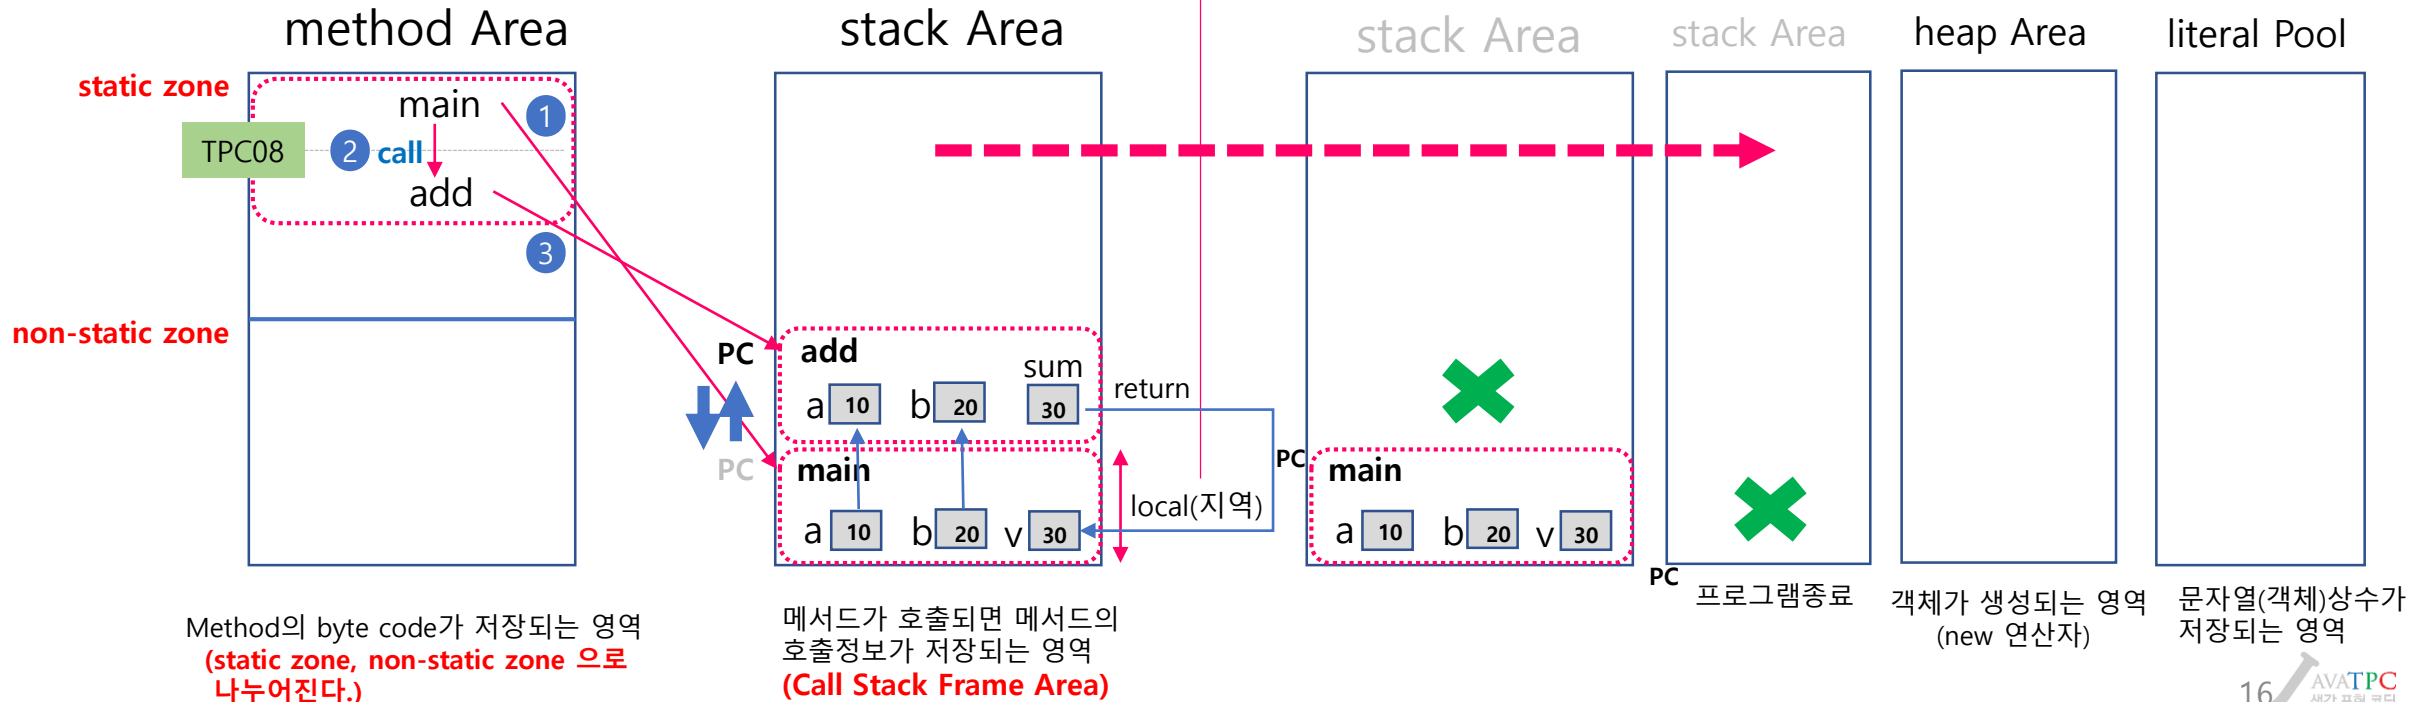 method Area
stack Area
stack Area
stack Area
heap Area
literal Pool
static zone
main
1
TPC08
2
call
add
3
non-static zone
PC
add
sum
a 10
b 20
30
return
PC
main
local(지역)
a 10
b 20
v 30
PC
main
a 10
b 20
v 30
PC
프로그램종료
Method의 byte code가 저장되는 영역
(static zone, non-static zone 으로
나누어진다.)
메서드가 호출되면 메서드의
호출정보가 저장되는 영역
(Call Stack Frame Area)
객체가 생성되는 영역
(new 연산자)
문자열(객체)상수가
저장되는 영역
16
AVATPC
생각 표현 코딩